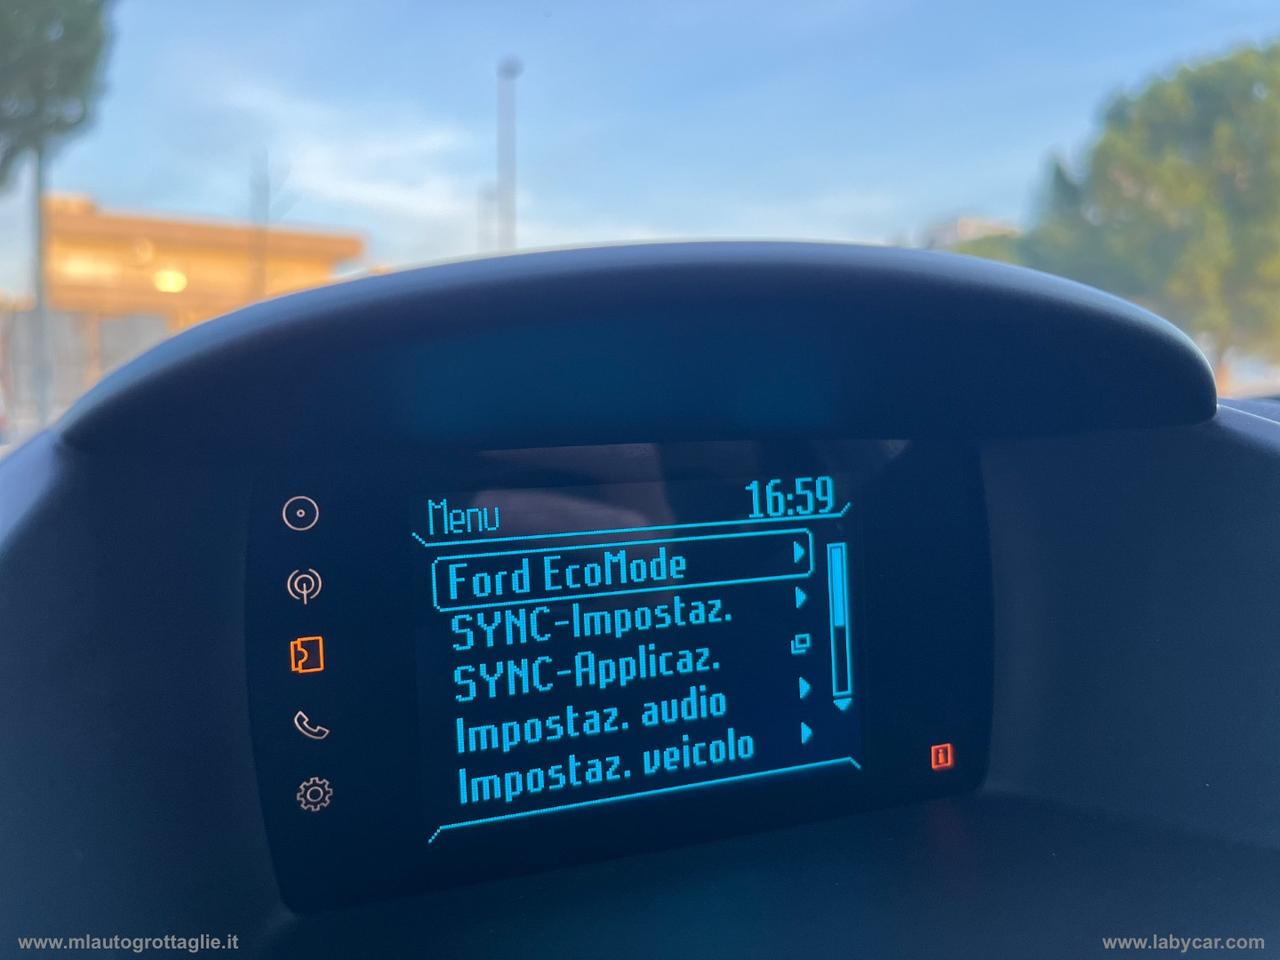 Menu 16:59
Ford EcoMode
SYNC-Impostaz.
SYNC-Applicaz.
Impostaz. audio
Impostaz. veicolo
i
www.mlautogrottaglie.it
www.labycar.com